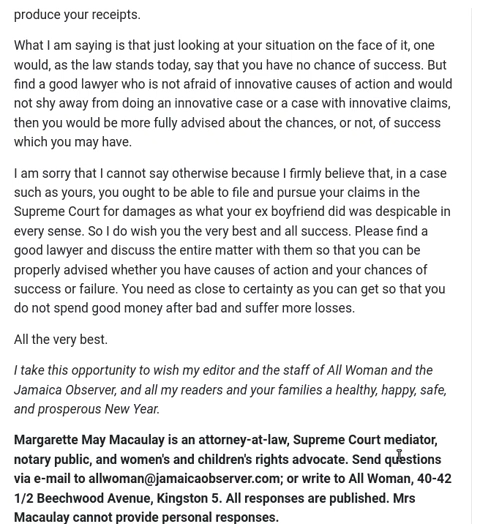 produce your receipts.
What I am saying is that just looking at your situation on the face of it, one
would, as the law stands today, say that you have no chance of success. But
find a good lawyer who is not afraid of innovative causes of action and would
not shy away from doing an innovative case or a case with innovative claims,
then you would be more fully advised about the chances, or not, of success
which you may have.
I am sorry that I cannot say otherwise because I firmly believe that, in a case
such as yours, you ought to be able to file and pursue your claims in the
Supreme Court for damages as what your ex boyfriend did was despicable in
every sense. So I do wish you the very best and all success. Please find a
good lawyer and discuss the entire matter with them so that you can be
properly advised whether you have causes of action and your chances of
success or failure. You need as close to certainty as you can get so that you
do not spend good money after bad and suffer more losses.
All the very best.
I take this opportunity to wish my editor and the staff of All Woman and the
Jamaica Observer, and all my readers and your families a healthy, happy, safe,
and prosperous New Year.
Margarette May Macaulay is an attorney-at-law, Supreme Court mediator,
notary public, and women's and children's rights advocate. Send questions
via e-mail to allwoman@jamaicaobserver.com; or write to All Woman, 40-42
1/2 Beechwood Avenue, Kingston 5. All responses are published. Mrs
Macaulay cannot provide personal responses.